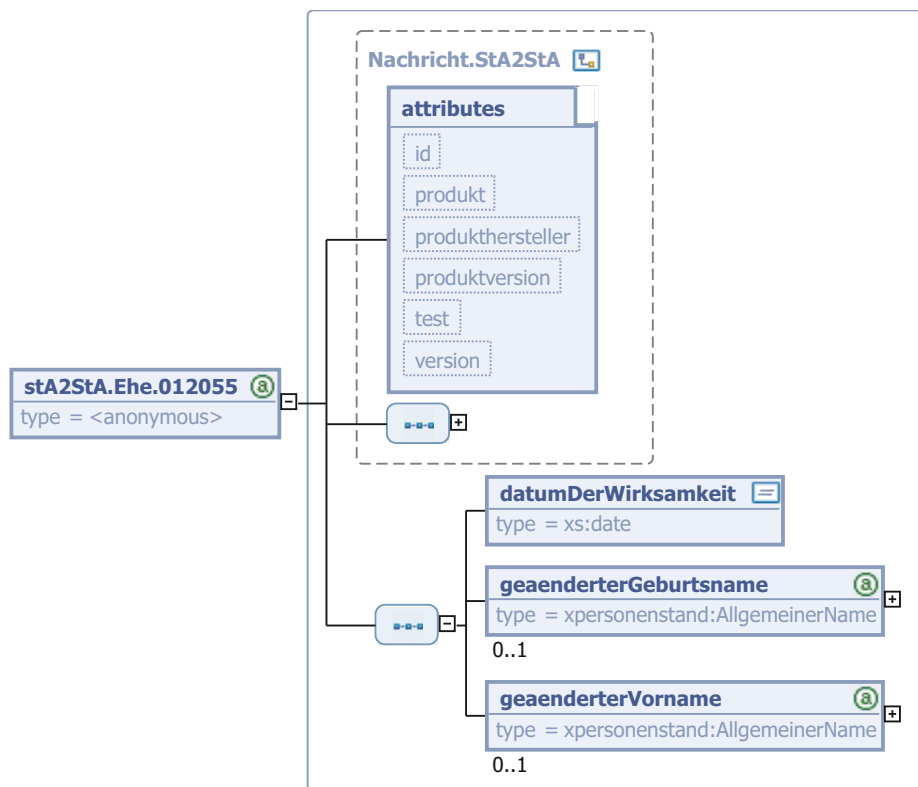 Nachricht.StA2StA
attributes
id
produkt
produkthersteller
produktversion
test
version
stA2StA.Ehe.012055
type = <anonymous>
datumDerWirksamkeit
type = xs:date
geaenderterGeburtsname
type = xpersonenstand:AllgemeinerName
0..1
geaenderterVorname
type = xpersonenstand:AllgemeinerName
0..1